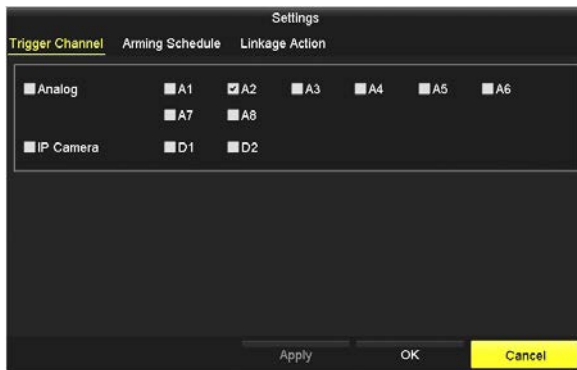 Settings
Trigger Channel Arming Schedule Linkage Action
Analog A1 A2 A3 A4 A5 A6
A7 A8
IP Camera D1 D2
Apply OK Cancel